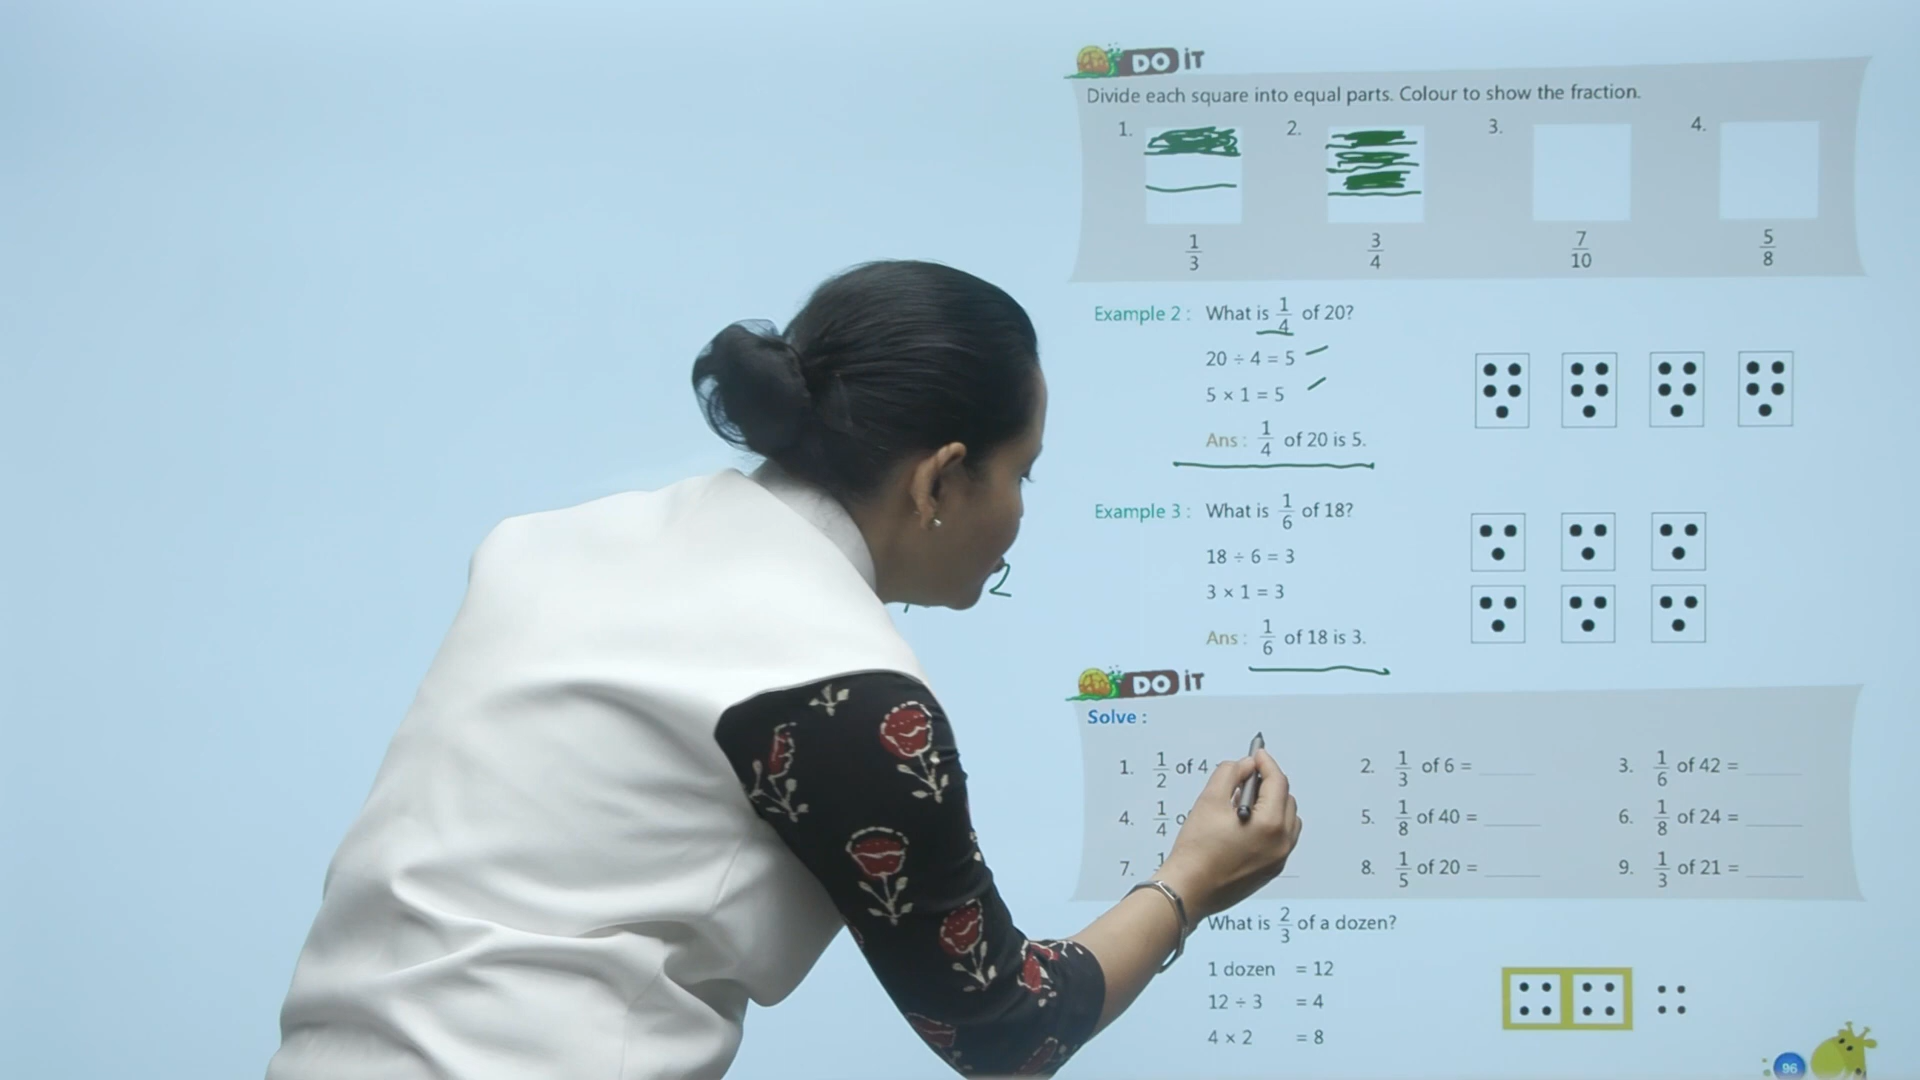 DO iT
Divide each square into equal parts. Colour to show the fraction.
1. 2. 3. 4.
1/3 3/4 7/10 5/8
Example 2 : What is 1/4 of 20?
20 ÷ 4 = 5
5 × 1 = 5
Ans : 1/4 of 20 is 5.
Example 3 : What is 1/6 of 18?
18 ÷ 6 = 3
2
3 × 1 = 3
Ans : 1/6 of 18 is 3.
DO iT
Solve :
1. 1/2 of 4 2. 1/3 of 6 = ____ 3. 1/6 of 42 = ____
4. 1/4 5. 1/8 of 40 = ____ 6. 1/8 of 24 = ____
7. 8. 1/5 of 20 = ____ 9. 1/3 of 21 = ____
What is 2/3 of a dozen?
1 dozen = 12
12 ÷ 3 = 4
4 × 2 = 8
96